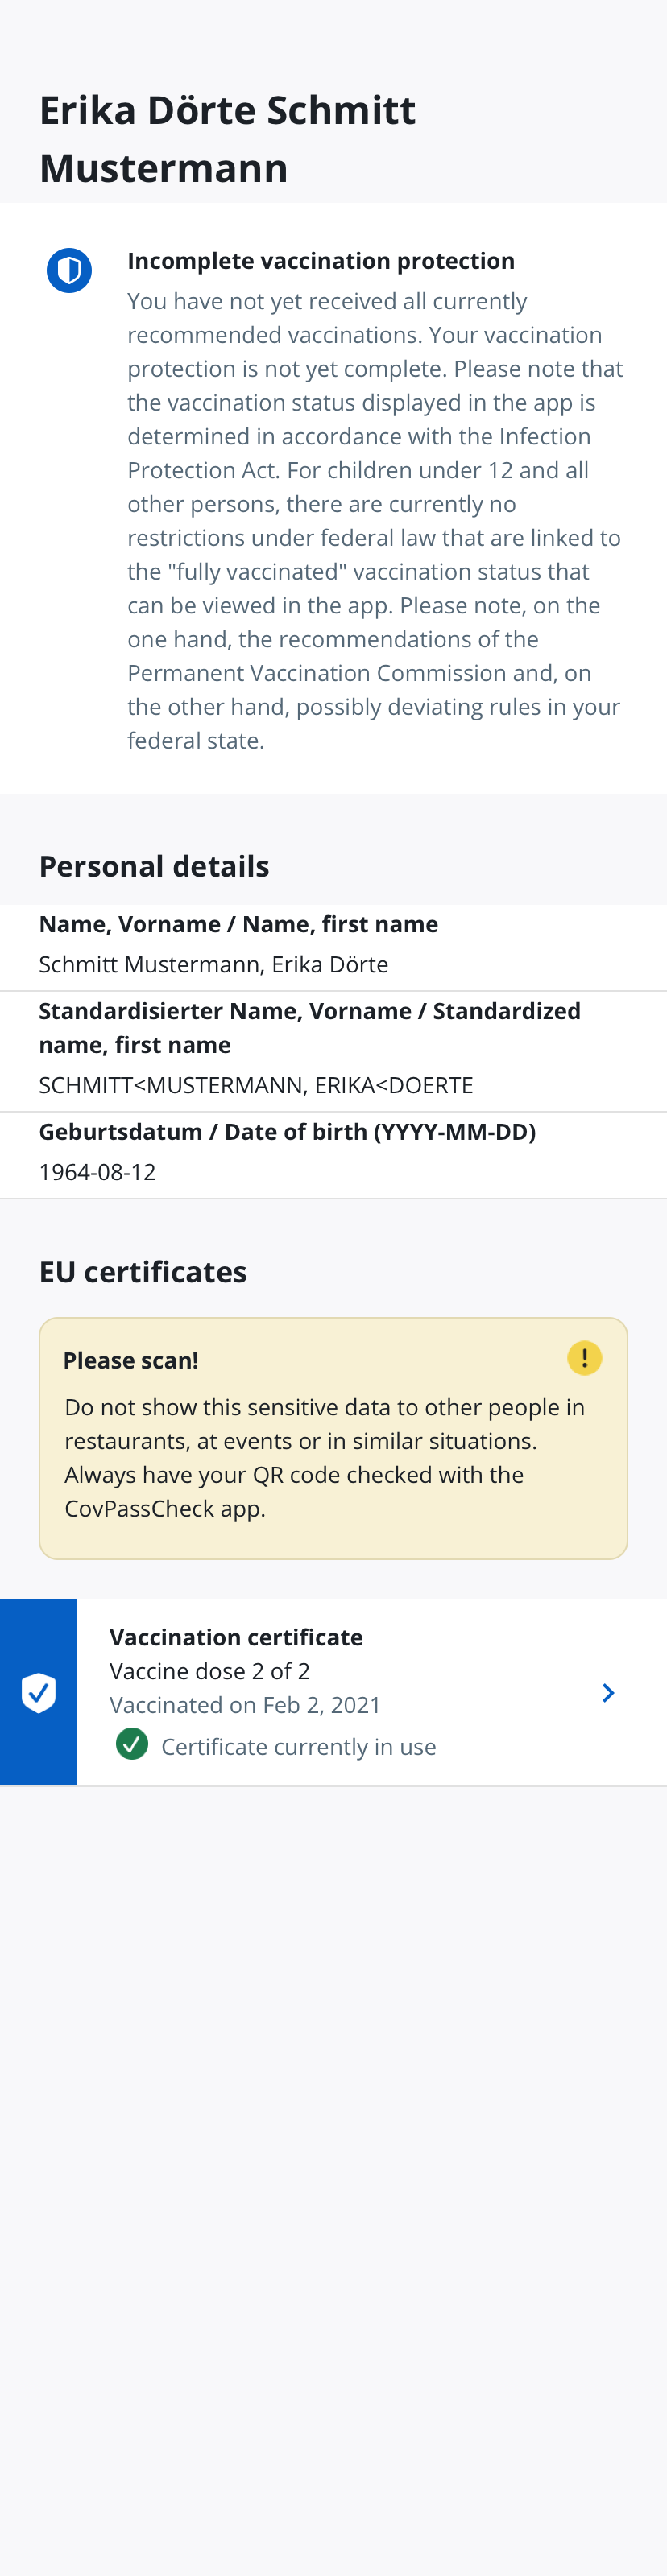 Erika Dörte Schmitt
Mustermann
Incomplete vaccination protection
You have not yet received all currently
recommended vaccinations. Your vaccination
protection is not yet complete. Please note that
the vaccination status displayed in the app is
determined in accordance with the Infection
Protection Act. For children under 12 and all
other persons, there are currently no
restrictions under federal law that are linked to
the "fully vaccinated" vaccination status that
can be viewed in the app. Please note, on the
one hand, the recommendations of the
Permanent Vaccination Commission and, on
the other hand, possibly deviating rules in your
federal state.
Personal details
Name, Vorname / Name, first name
Schmitt Mustermann, Erika Dörte
Standardisierter Name, Vorname / Standardized
name, first name
SCHMITT<MUSTERMANN, ERIKA<DOERTE
Geburtsdatum / Date of birth (YYYY-MM-DD)
1964-08-12
EU certificates
Please scan!
Do not show this sensitive data to other people in
restaurants, at events or in similar situations.
Always have your QR code checked with the
CovPassCheck app.
Vaccination certificate
Vaccine dose 2 of 2
Vaccinated on Feb 2, 2021
Certificate currently in use